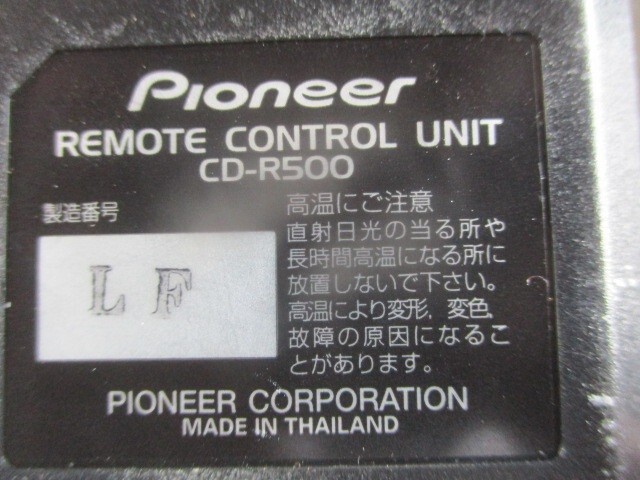 Pioneer
REMOTE CONTROL UNIT
CD-R500
製造番号
LF
高温にご注意
直射日光の当る所や
長時間高温になる所に
放置しないで下さい。
高温により変形,変色,
故障の原因になるこ
とがあります。
PIONEER CORPORATION
MADE IN THAILAND